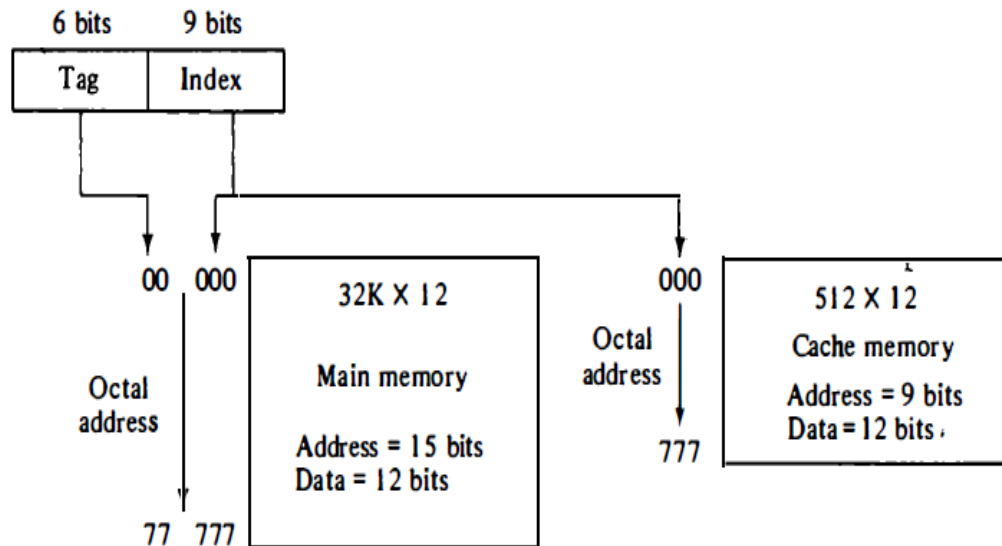 6 bits 9 bits
Tag Index
00 000
32K X 12
Main memory
Address = 15 bits
Data = 12 bits
Octal
address
77 777
000
Octal
address
777
512 X 12
Cache memory
Address = 9 bits
Data = 12 bits